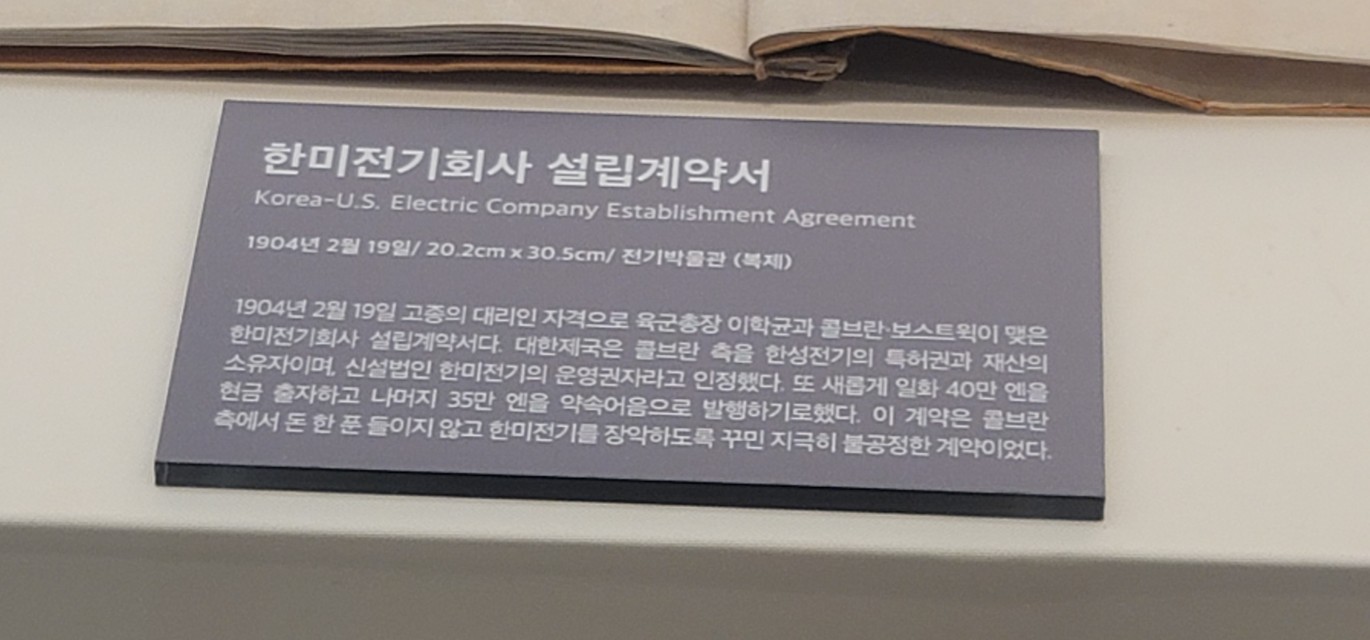 한미전기회사 설립계약서
Korea-U.S. Electric Company Establishment Agreement
1904년 2월 19일/ 20.2cm x 30.5cm/ 전기박물관 (복제)
1904년 2월 19일 고종의 대리인 자격으로 육군총장 이학균과 콜브란·보스트윅이 맺은
한미전기회사 설립계약서다. 대한제국은 콜브란 측을 한성전기의 특허권과 재산의
소유자이며, 신설법인 한미전기의 운영권자라고 인정했다. 또 새롭게 일화 40만 엔을
현금 출자하고 나머지 35만 엔을 약속어음으로 발행하기로했다. 이 계약은 콜브란
측에서 돈 한 푼 들이지 않고 한미전기를 장악하도록 꾸민 지극히 불공정한 계약이었다.